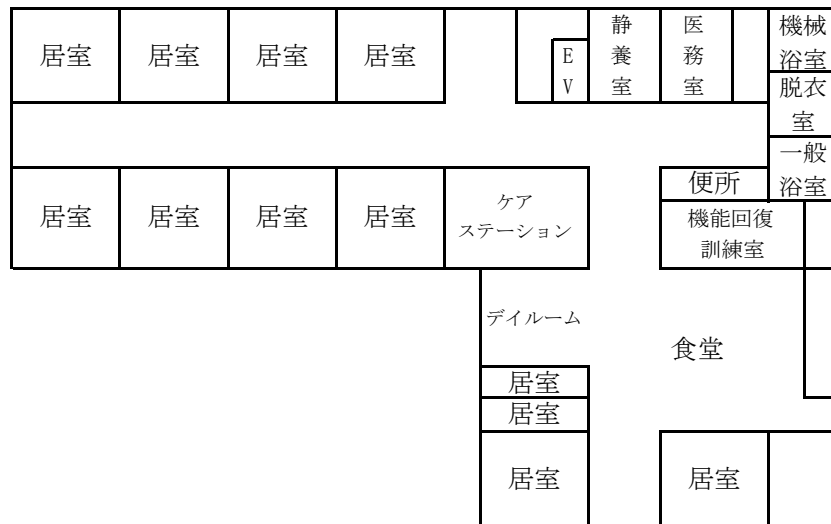 居室
居室
居室
居室
EV
静養室
医務室
機械
浴室
脱衣
室
一般
浴室
居室
居室
居室
居室
ケア
ステーション
便所
機能回復
訓練室
デイルーム
食堂
居室
居室
居室
居室